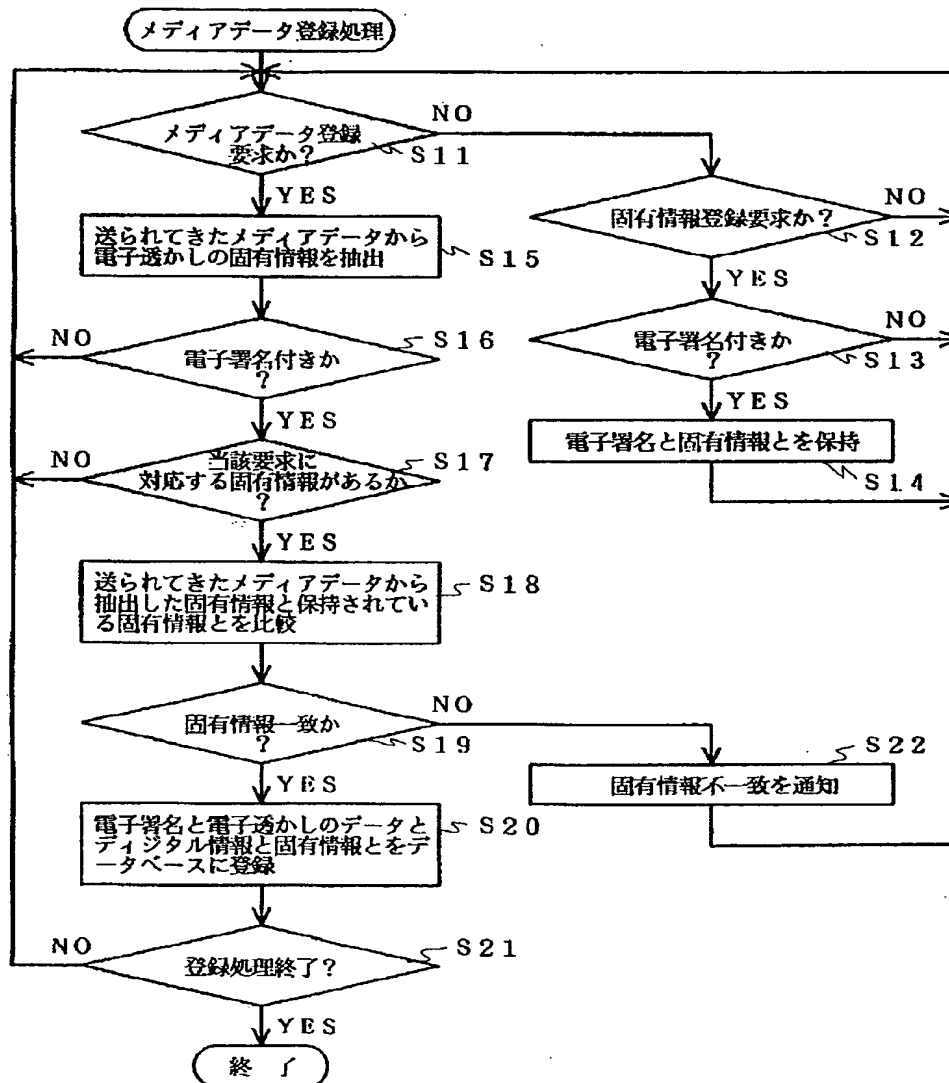 メディアデータ登録処理
メディアデータ登録
要求か?
S11
NO
YES
固有情報登録要求か?
S12
NO
YES
送られてきたメディアデータから
電子透かしの固有情報を抽出
S15
電子署名付きか
?
S13
NO
YES
電子署名付きか
?
S16
NO
YES
電子署名と固有情報とを保持
S14
当該要求に
対応する固有情報があるか
?
S17
NO
YES
送られてきたメディアデータから
抽出した固有情報と保持されてい
る固有情報とを比較
S18
固有情報一致か
?
S19
NO
YES
固有情報不一致を通知
S22
電子署名と電子透かしのデータと
ディジタル情報と固有情報とをデ
ータベースに登録
S20
登録処理終了?
S21
NO
YES
終了